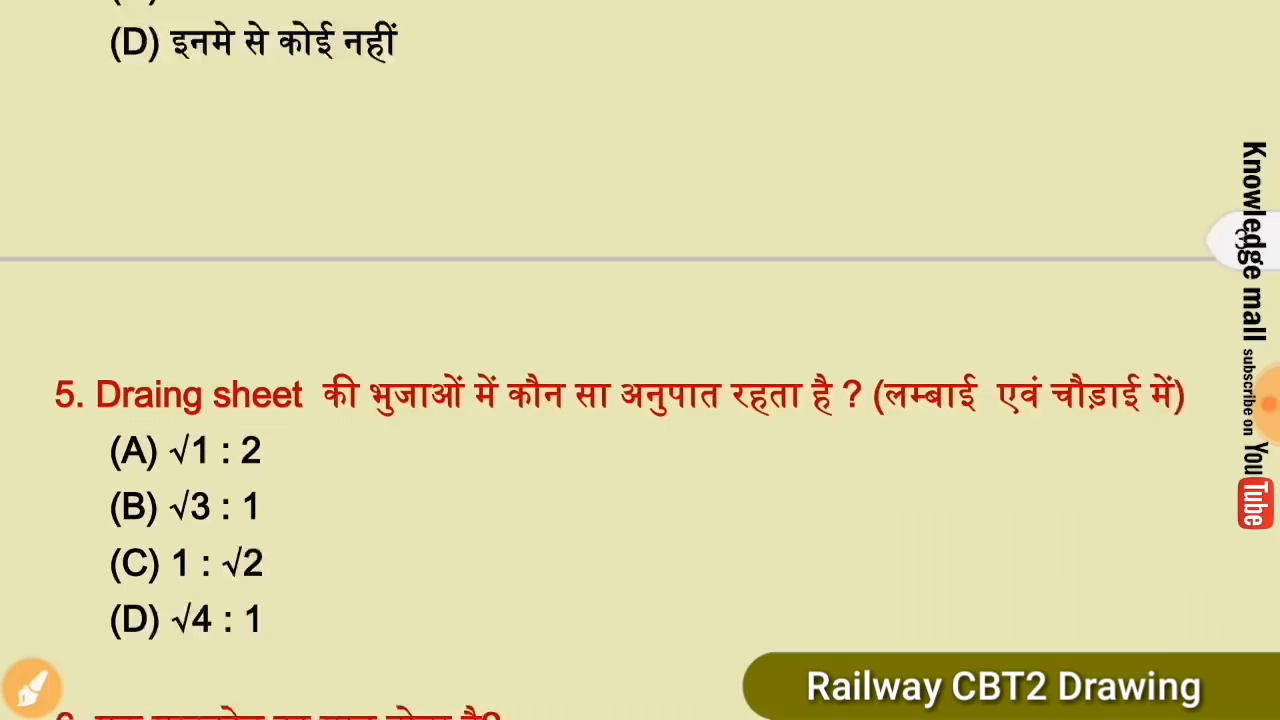 (D) इनमे से कोई नहीं
5. Draing sheet की भुजाओं में कौन सा अनुपात रहता है ? (लम्बाई एवं चौड़ाई में)
(A) √1 : 2
(B) √3 : 1
(C) 1 : √2
(D) √4 : 1
Knowledge mall subscribe on YouTube
Railway CBT2 Drawing